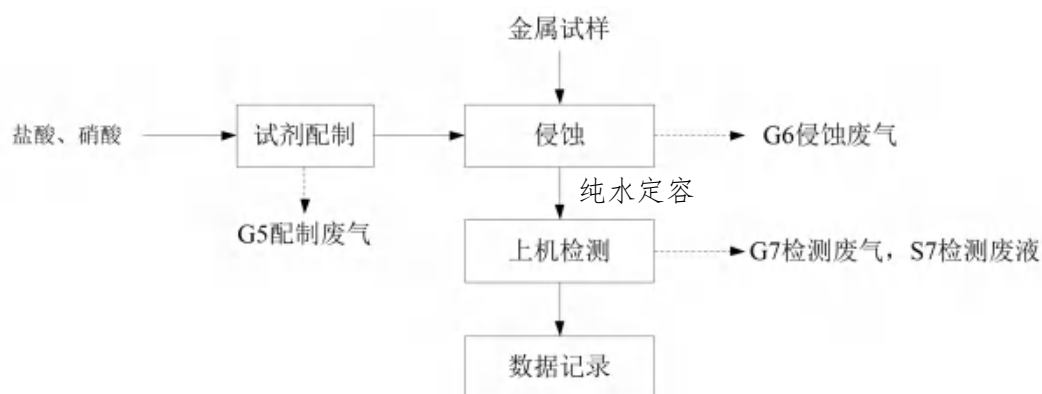 金属试样
盐酸、硝酸
试剂配制
侵蚀
G6侵蚀废气
纯水定容
G5配制废气
上机检测
G7检测废气，S7检测废液
数据记录